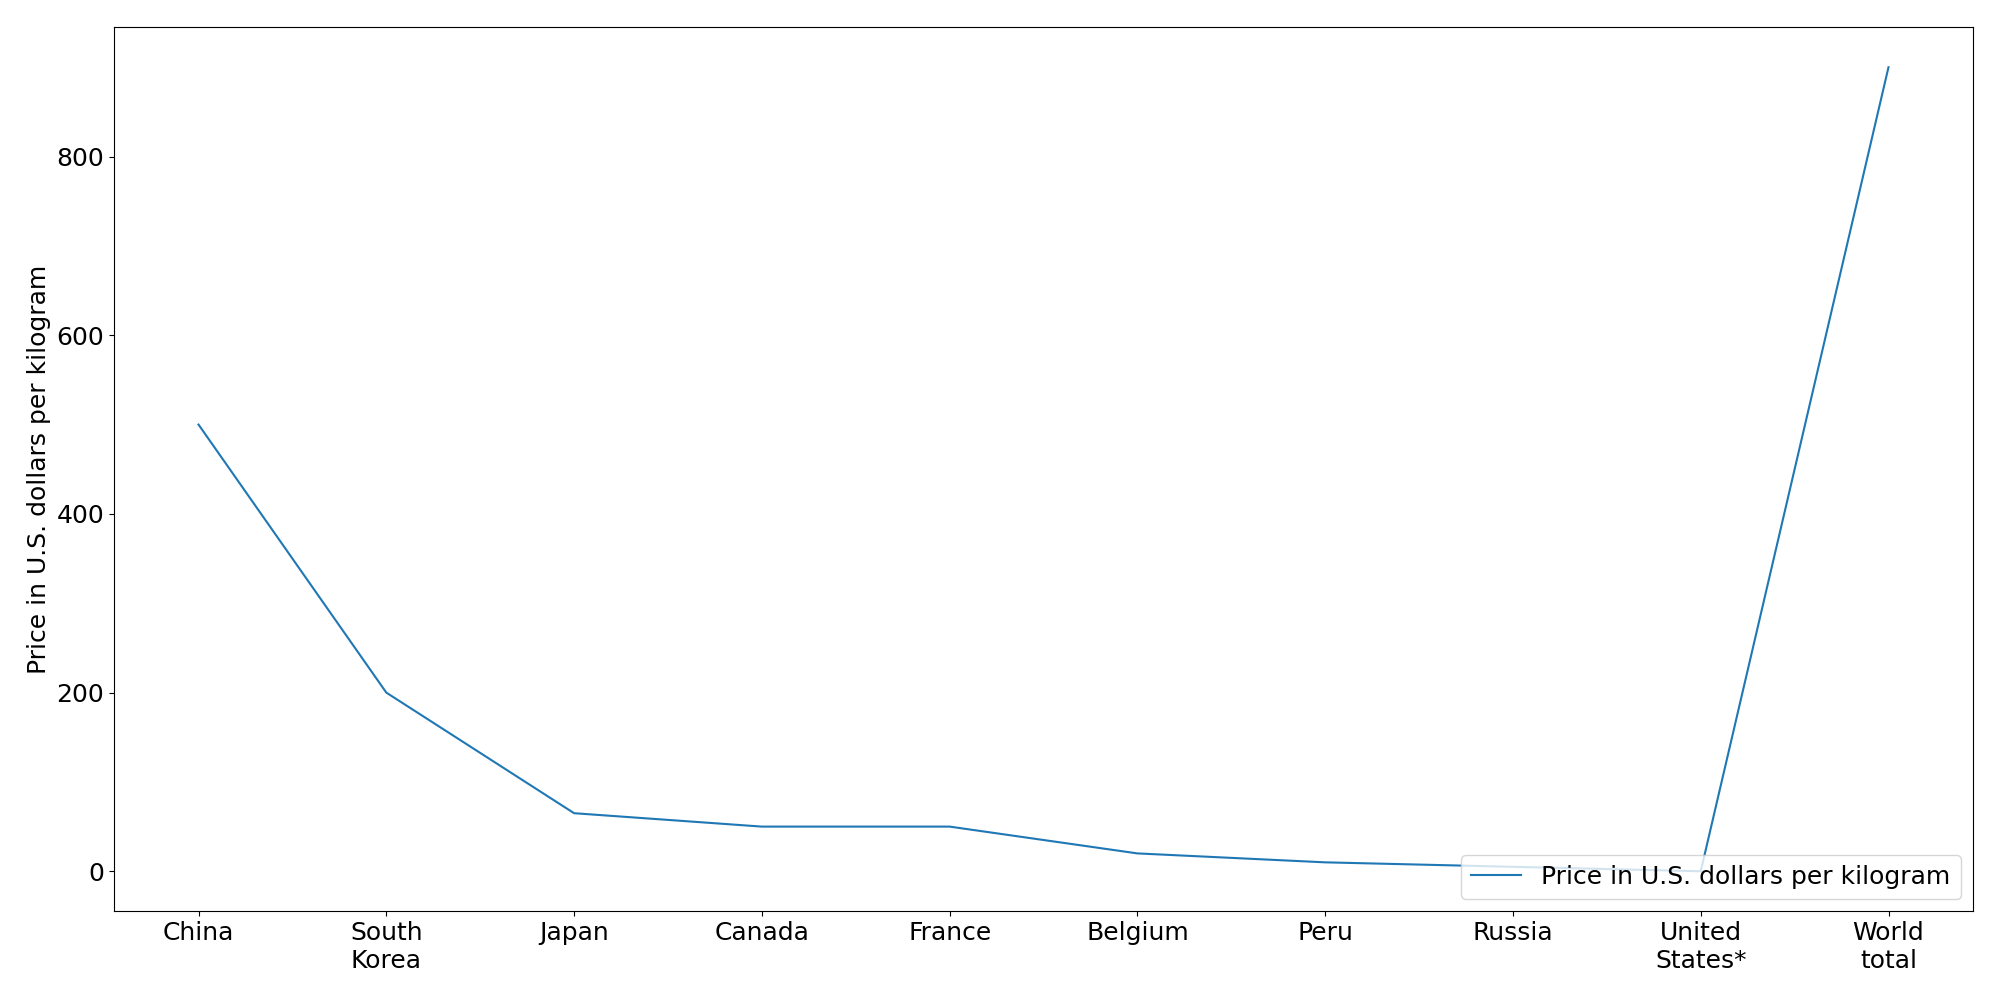 Price in U.S. dollars per kilogram
800
600
400
200
0
Price in U.S. dollars per kilogram
China
South
Korea
Japan
Canada
France
Belgium
Peru
Russia
United
States*
World
total